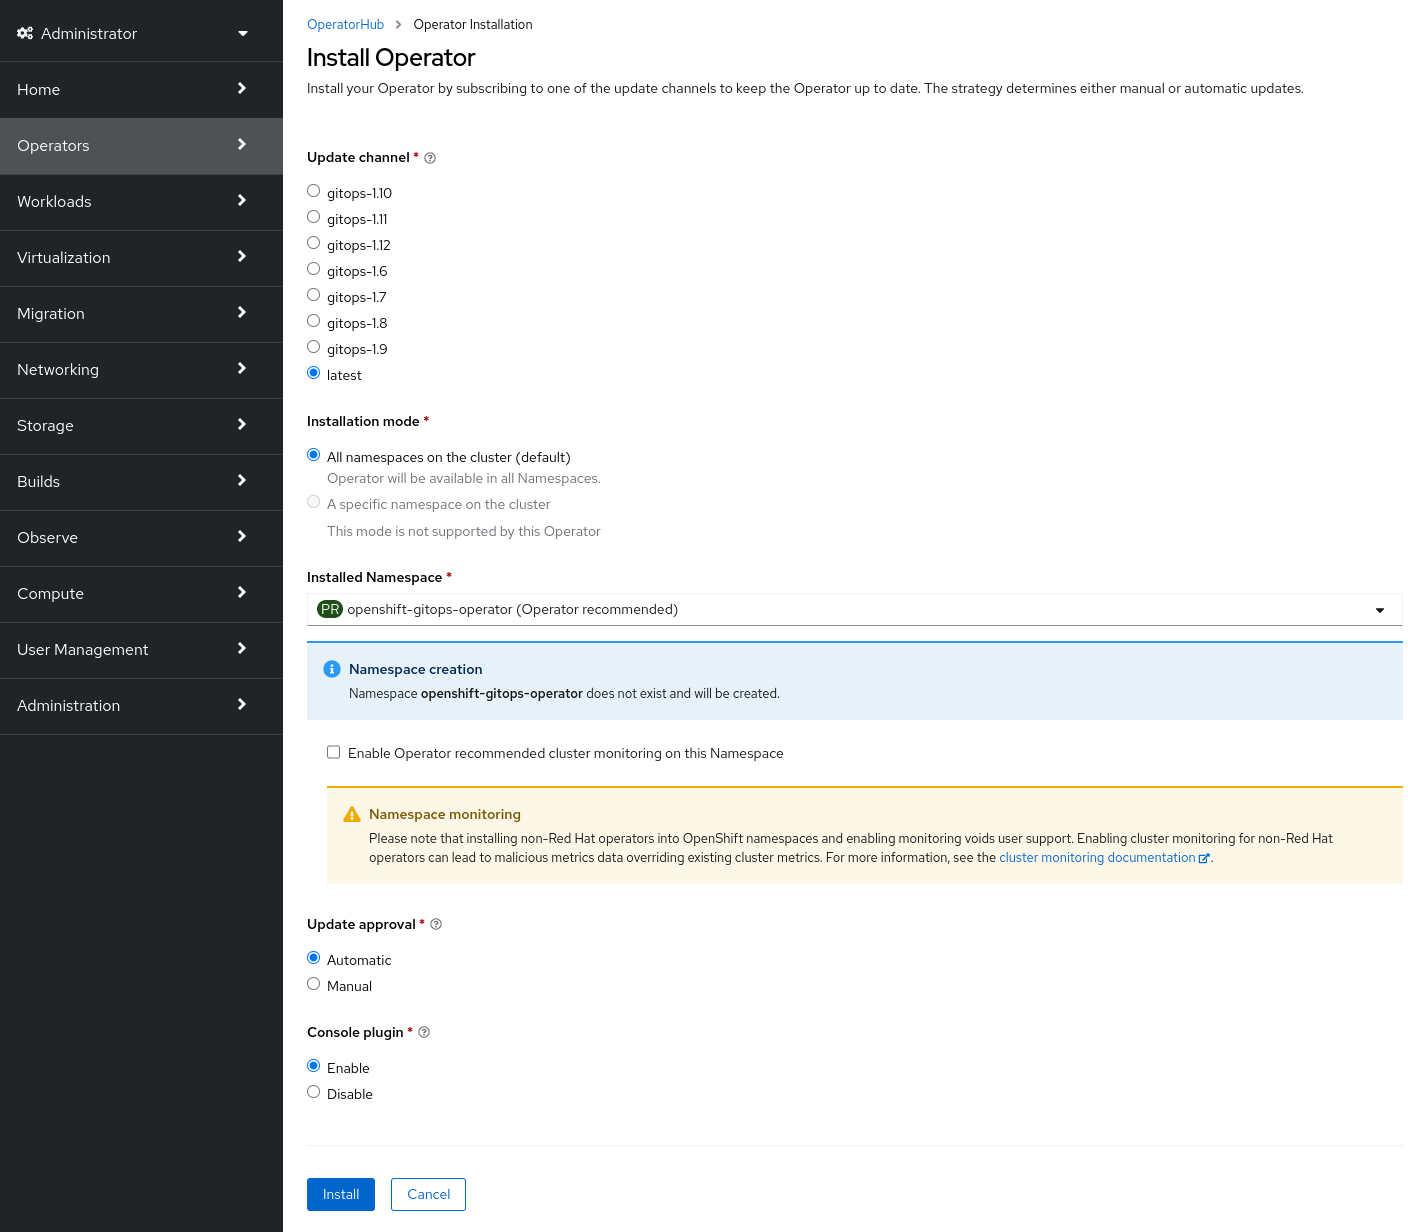 Administrator
Home
Operators
Workloads
Virtualization
Migration
Networking
Storage
Builds
Observe
Compute
User Management
Administration
OperatorHub > Operator Installation
Install Operator
Install your Operator by subscribing to one of the update channels to keep the Operator up to date. The strategy determines either manual or automatic updates.
Update channel *
gitops-1.10
gitops-1.11
gitops-1.12
gitops-1.6
gitops-1.7
gitops-1.8
gitops-1.9
latest
Installation mode *
All namespaces on the cluster (default)
Operator will be available in all Namespaces.
A specific namespace on the cluster
This mode is not supported by this Operator
Installed Namespace *
PR openshift-gitops-operator (Operator recommended)
Namespace creation
Namespace openshift-gitops-operator does not exist and will be created.
Enable Operator recommended cluster monitoring on this Namespace
Namespace monitoring
Please note that installing non-Red Hat operators into OpenShift namespaces and enabling monitoring voids user support. Enabling cluster monitoring for non-Red Hat
operators can lead to malicious metrics data overriding existing cluster metrics. For more information, see the cluster monitoring documentation.
Update approval *
Automatic
Manual
Console plugin *
Enable
Disable
Install Cancel